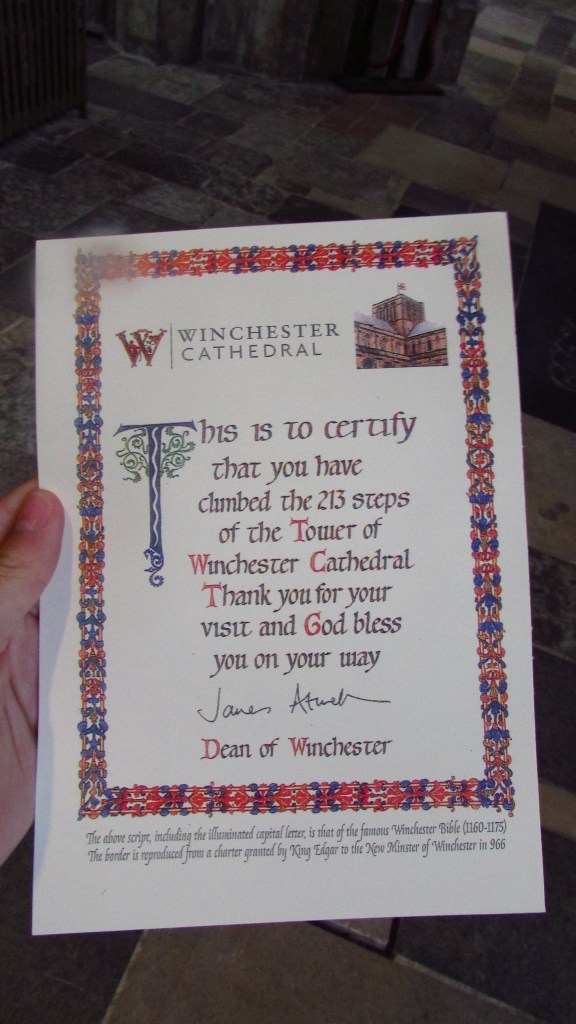 W WINCHESTER
CATHEDRAL
This is to certify
that you have
climbed the 213 steps
of the Tower of
Winchester Cathedral
Thank you for your
visit and God bless
you on your way
James Atwell
Dean of Winchester
The above script, including the illuminated capital letter, is that of the famous Winchester Bible (1160-1175)
The border is reproduced from a charter granted by King Edgar to the New Minster of Winchester in 966